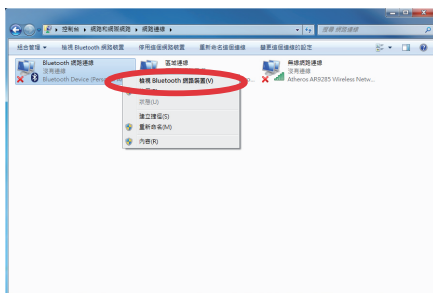 控制台 ▸ 網路和網際網路 ▸ 網路連線 ▸
搜尋 網路連線
組合管理 ▾ 檢視 Bluetooth 網路裝置 停用這個網路裝置 重新命名這個連線 變更這個連線的設定
Bluetooth 網路連線
沒有連線
Bluetooth Device (Person
區域連線
無線網路連線
沒有連線
Atheros AR9285 Wireless Netw...
檢視 Bluetooth 網路裝置(V)
狀態(U)
建立捷徑(S)
重新命名(M)
內容(R)